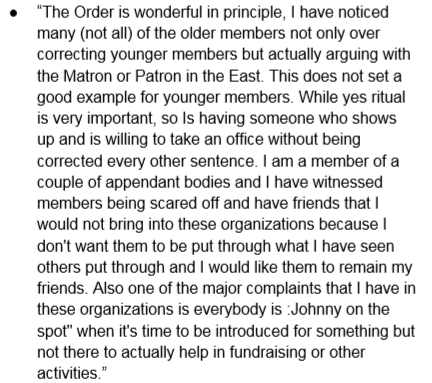 ● “The Order is wonderful in principle, I have noticed
many (not all) of the older members not only over
correcting younger members but actually arguing with
the Matron or Patron in the East. This does not set a
good example for younger members. While yes ritual
is very important, so Is having someone who shows
up and is willing to take an office without being
corrected every other sentence. I am a member of a
couple of appendant bodies and I have witnessed
members being scared off and have friends that I
would not bring into these organizations because I
don't want them to be put through what I have seen
others put through and I would like them to remain my
friends. Also one of the major complaints that I have in
these organizations is everybody is :Johnny on the
spot" when it's time to be introduced for something but
not there to actually help in fundraising or other
activities.”